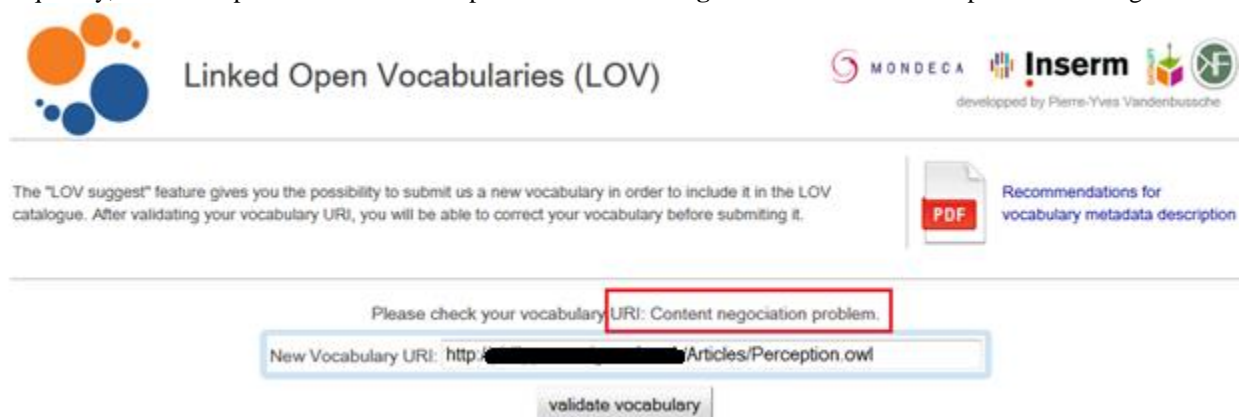 Linked Open Vocabularies (LOV)
MONDECA
Inserm
developped by Pierre-Yves Vandenbussche
The "LOV suggest" feature gives you the possibility to submit us a new vocabulary in order to include it in the LOV
catalogue. After validating your vocabulary URI, you will be able to correct your vocabulary before submiting it.
PDF
Recommendations for
vocabulary metadata description
Please check your vocabulary URI: Content negociation problem.
New Vocabulary URI: http:/ /Articles/Perception.owl
validate vocabulary